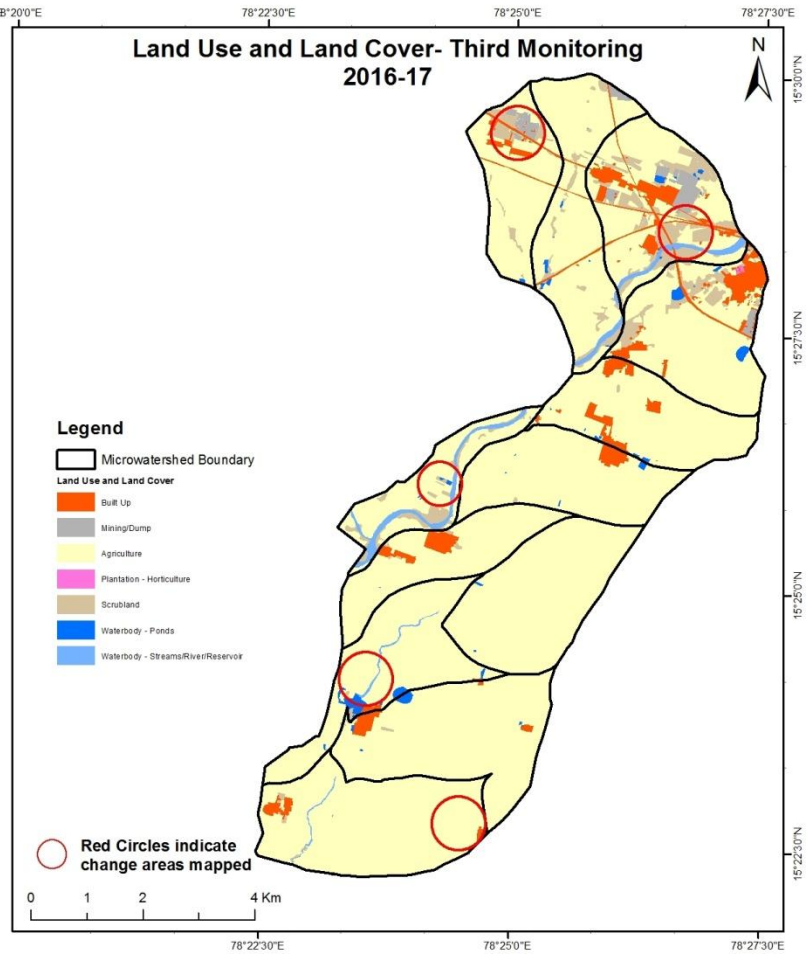 8°20'0"E 78°22'30"E 78°25'0"E 78°27'30"E
Land Use and Land Cover- Third Monitoring
2016-17
N
15°30'0"N
15°27'30"N
15°25'0"N
15°22'30"N
Legend
Microwatershed Boundary
Land Use and Land Cover
Built Up
Mining/Dump
Agriculture
Plantation - Horticulture
Scrubland
Waterbody - Ponds
Waterbody - Streams/River/Reservoir
Red Circles indicate
change areas mapped
0 1 2 4 Km
78°22'30"E 78°25'0"E 78°27'30"E